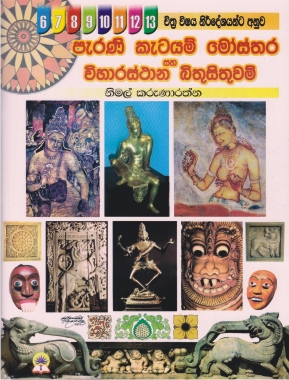 6 7 8 9 10 11 12 13 චිත්‍ර විෂය නිර්දේශයන්ට අනුව
පැරණි කැටයම් මෝස්තර
සහ
විහාරස්ථාන බිතුසිතුවම්
නිමල් කරුණාරත්න